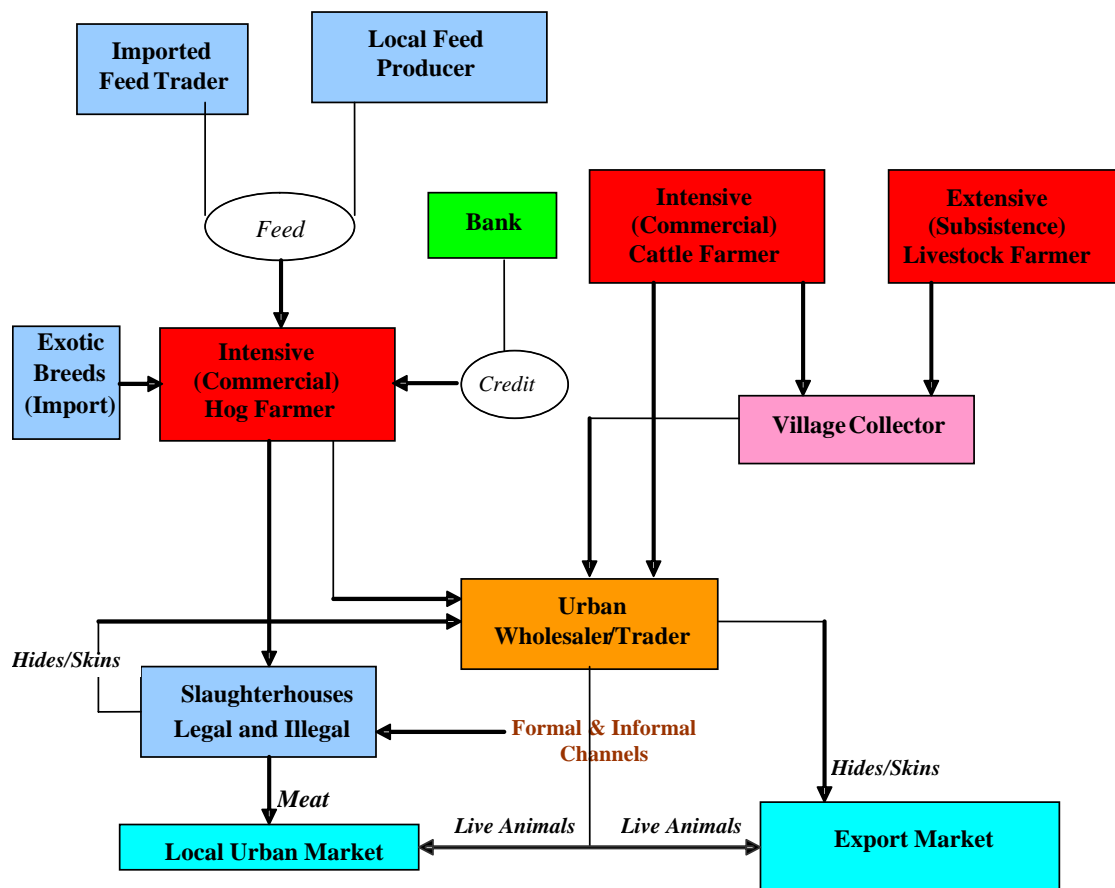 Imported
Feed Trader
Local Feed
Producer
Feed
Bank
Intensive
(Commercial)
Cattle Farmer
Extensive
(Subsistence)
Livestock Farmer
Exotic
Breeds
(Import)
Intensive
(Commercial)
Hog Farmer
Credit
Village Collector
Urban
Wholesaler/Trader
Hides/Skins
Slaughterhouses
Legal and Illegal
Formal & Informal
Channels
Hides/Skins
Meat
Live Animals
Live Animals
Local Urban Market
Export Market